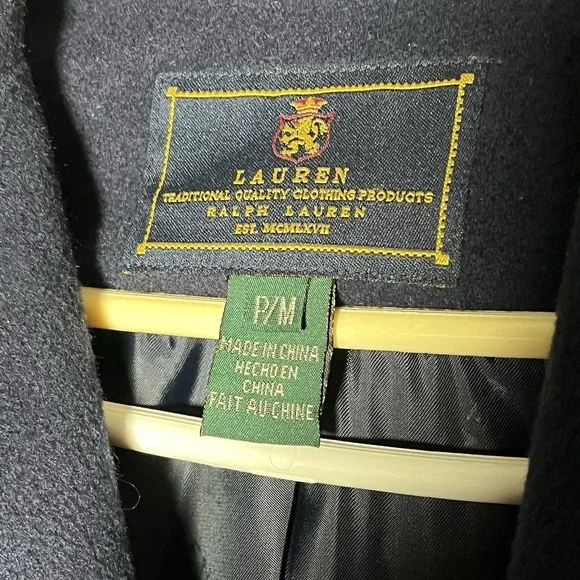 LAUREN
TRADITIONAL QUALITY CLOTHING PRODUCTS
RALPH LAUREN
EST. MCMLXVII
P/M
MADE IN CHINA
HECHO EN
CHINA
FAIT AU CHINE